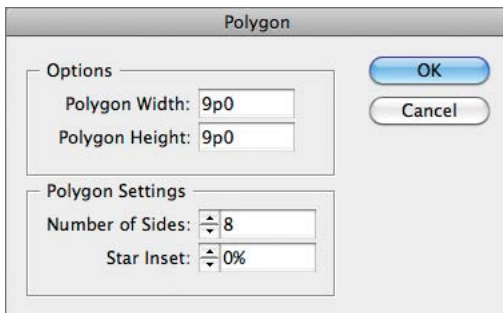 Polygon
Options
Polygon Width: 9p0
Polygon Height: 9p0
OK
Cancel
Polygon Settings
Number of Sides: 8
Star Inset: 0%